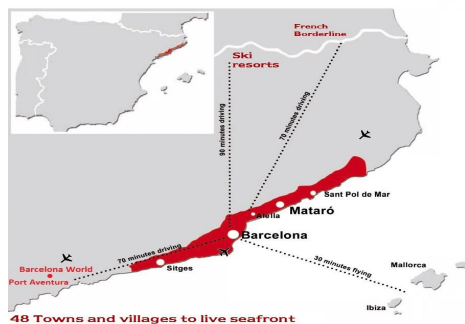 French
Borderline
Ski
resorts
90 minutes driving
70 minutes driving
Sant Pol de Mar
Alella
Mataró
Barcelona
70 minutes driving
Barcelona World
Port Aventura
Sitges
30 minutes flying
Mallorca
Ibiza
48 Towns and villages to live seafront